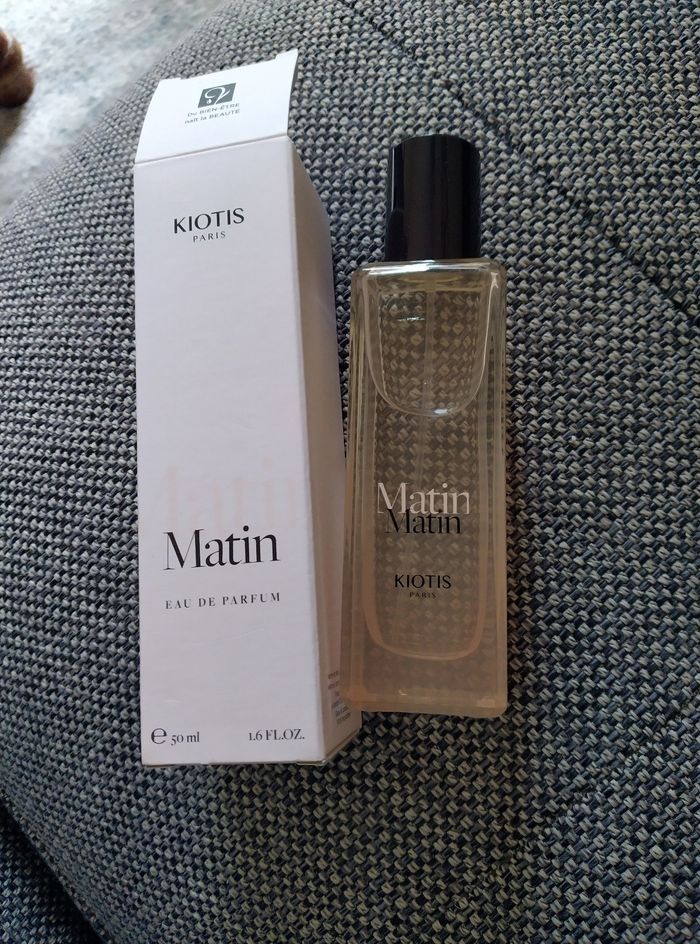 Du BIEN-ÊTRE
naît la BEAUTÉ
KIOTIS
PARIS
Matin
Matin
EAU DE PARFUM
e 50 ml
1.6 FL.OZ.
Matin
Matin
KIOTIS
PARIS